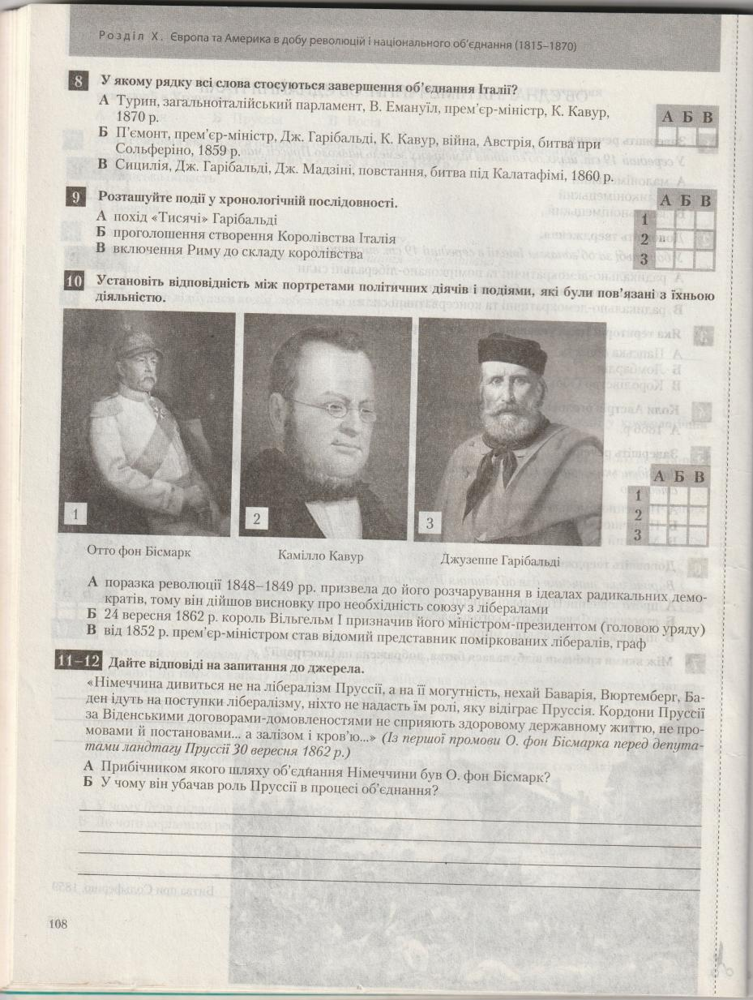 Розділ X. Європа та Америка в добу революцій і національного об'єднання (1815–1870)
8 У якому рядку всі слова стосуються завершення об'єднання Італії?
А Турин, загальноіталійський парламент, В. Емануїл, прем'єр-міністр, К. Кавур,
1870 р.
Б П'ємонт, прем'єр-міністр, Дж. Гарібальді, К. Кавур, війна, Австрія, битва при
Сольферіно, 1859 р.
В Сицилія, Дж. Гарібальді, Дж. Мадзіні, повстання, битва під Калатафімі, 1860 р.
А Б В
9 Розташуйте події у хронологічній послідовності.
А похід «Тисячі» Гарібальді
Б проголошення створення Королівства Італія
В включення Риму до складу королівства
А Б В
1
2
3
10 Установіть відповідність між портретами політичних діячів і подіями, які були пов'язані з їхньою
діяльністю.
1
2
3
А Б В
1
2
3
Отто фон Бісмарк
Камілло Кавур
Джузеппе Гарібальді
А поразка революції 1848–1849 рр. призвела до його розчарування в ідеалах радикальних демо-
кратів, тому він дійшов висновку про необхідність союзу з лібералами
Б 24 вересня 1862 р. король Вільгельм І призначив його міністром-президентом (головою уряду)
В від 1852 р. прем'єр-міністром став відомий представник поміркованих лібералів, граф
11–12 Дайте відповіді на запитання до джерела.
«Німеччина дивиться не на лібералізм Пруссії, а на її могутність, нехай Баварія, Вюртемберг, Ба-
ден ідуть на поступки лібералізму, ніхто не надасть їм ролі, яку відіграє Пруссія. Кордони Пруссії
за Віденськими договорами-домовленостями не сприяють здоровому державному життю, не про-
мовами й постановами... а залізом і кров'ю...» (Із першої промови О. фон Бісмарка перед депута-
тами ландтагу Пруссії 30 вересня 1862 р.)
А Прибічником якого шляху об'єднання Німеччини був О. фон Бісмарк?
Б У чому він убачав роль Пруссії в процесі об'єднання?
108